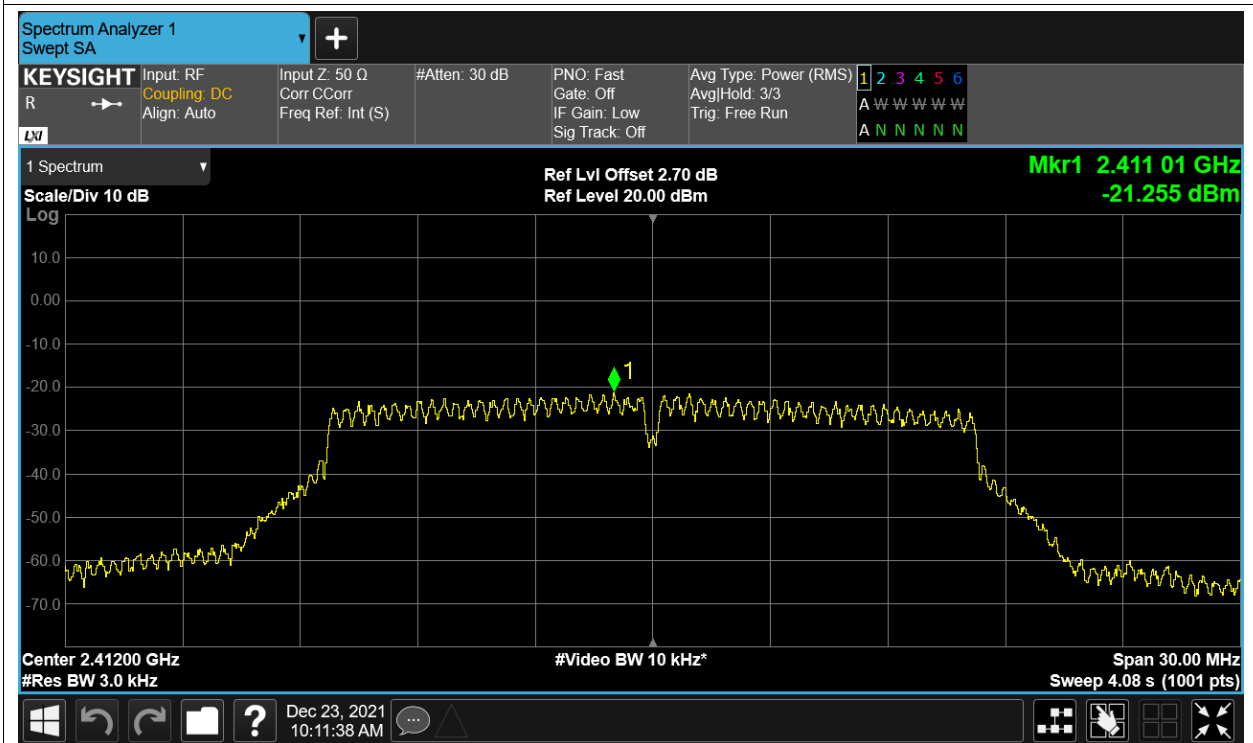 Spectrum Analyzer 1
Swept SA
KEYSIGHT
R
LXI
Input: RF
Coupling: DC
Align: Auto
Input Z: 50 Ω
Corr CCorr
Freq Ref: Int (S)
#Atten: 30 dB
PNO: Fast
Gate: Off
IF Gain: Low
Sig Track: Off
Avg Type: Power (RMS)
Avg|Hold: 3/3
Trig: Free Run
1 2 3 4 5 6
A W W W W W
A N N N N N
1 Spectrum
Scale/Div 10 dB
Ref Lvl Offset 2.70 dB
Ref Level 20.00 dBm
Mkr1 2.411 01 GHz
-21.255 dBm
Log
10.0
0.00
-10.0
1
-20.0
-30.0
-40.0
-50.0
-60.0
-70.0
Center 2.41200 GHz
#Res BW 3.0 kHz
#Video BW 10 kHz*
Span 30.00 MHz
Sweep 4.08 s (1001 pts)
?
Dec 23, 2021
10:11:38 AM